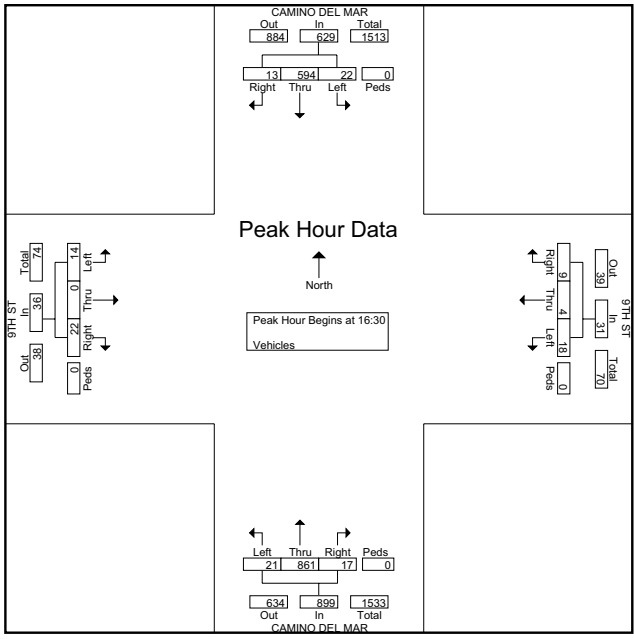 CAMINO DEL MAR
Out In Total
884 629 1513
13 594 22 0
Right Thru Left Peds
Peak Hour Data
North
Peak Hour Begins at 16:30
Vehicles
9TH ST
Out In Total
38 36 74
Left Thru Right Peds
14 0 22 0
9TH ST
Out In Total
39 31 70
Right Thru Left Peds
9 4 18 0
Left Thru Right Peds
21 861 17 0
634 899 1533
Out In Total
CAMINO DEL MAR